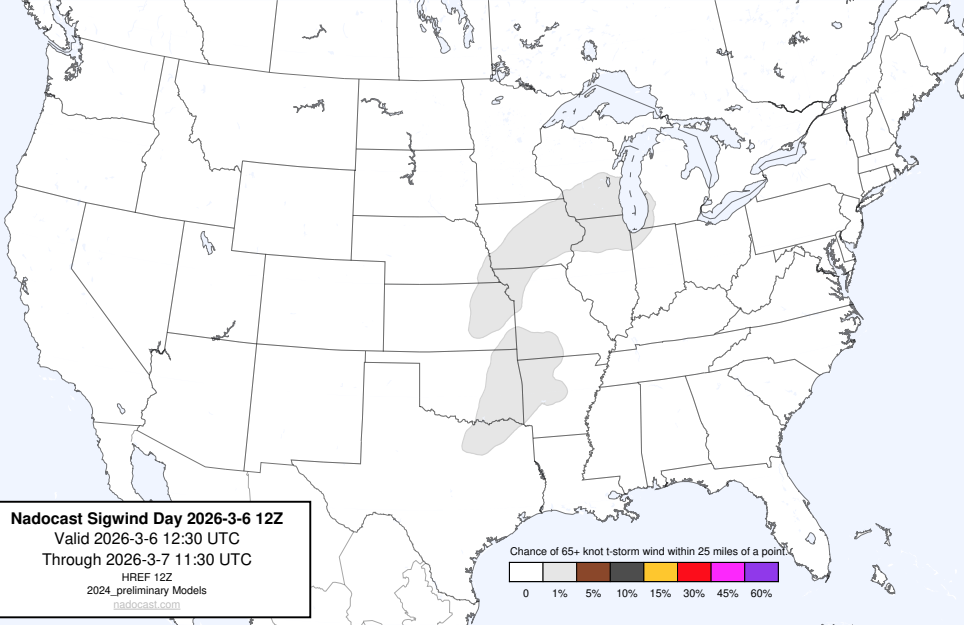 Nadocast Sigwind Day 2026-3-6 12Z
Valid 2026-3-6 12:30 UTC
Through 2026-3-7 11:30 UTC
HREF 12Z
2024_preliminary Models
nadocast.com
Chance of 65+ knot t-storm wind within 25 miles of a point.
0 1% 5% 10% 15% 30% 45% 60%